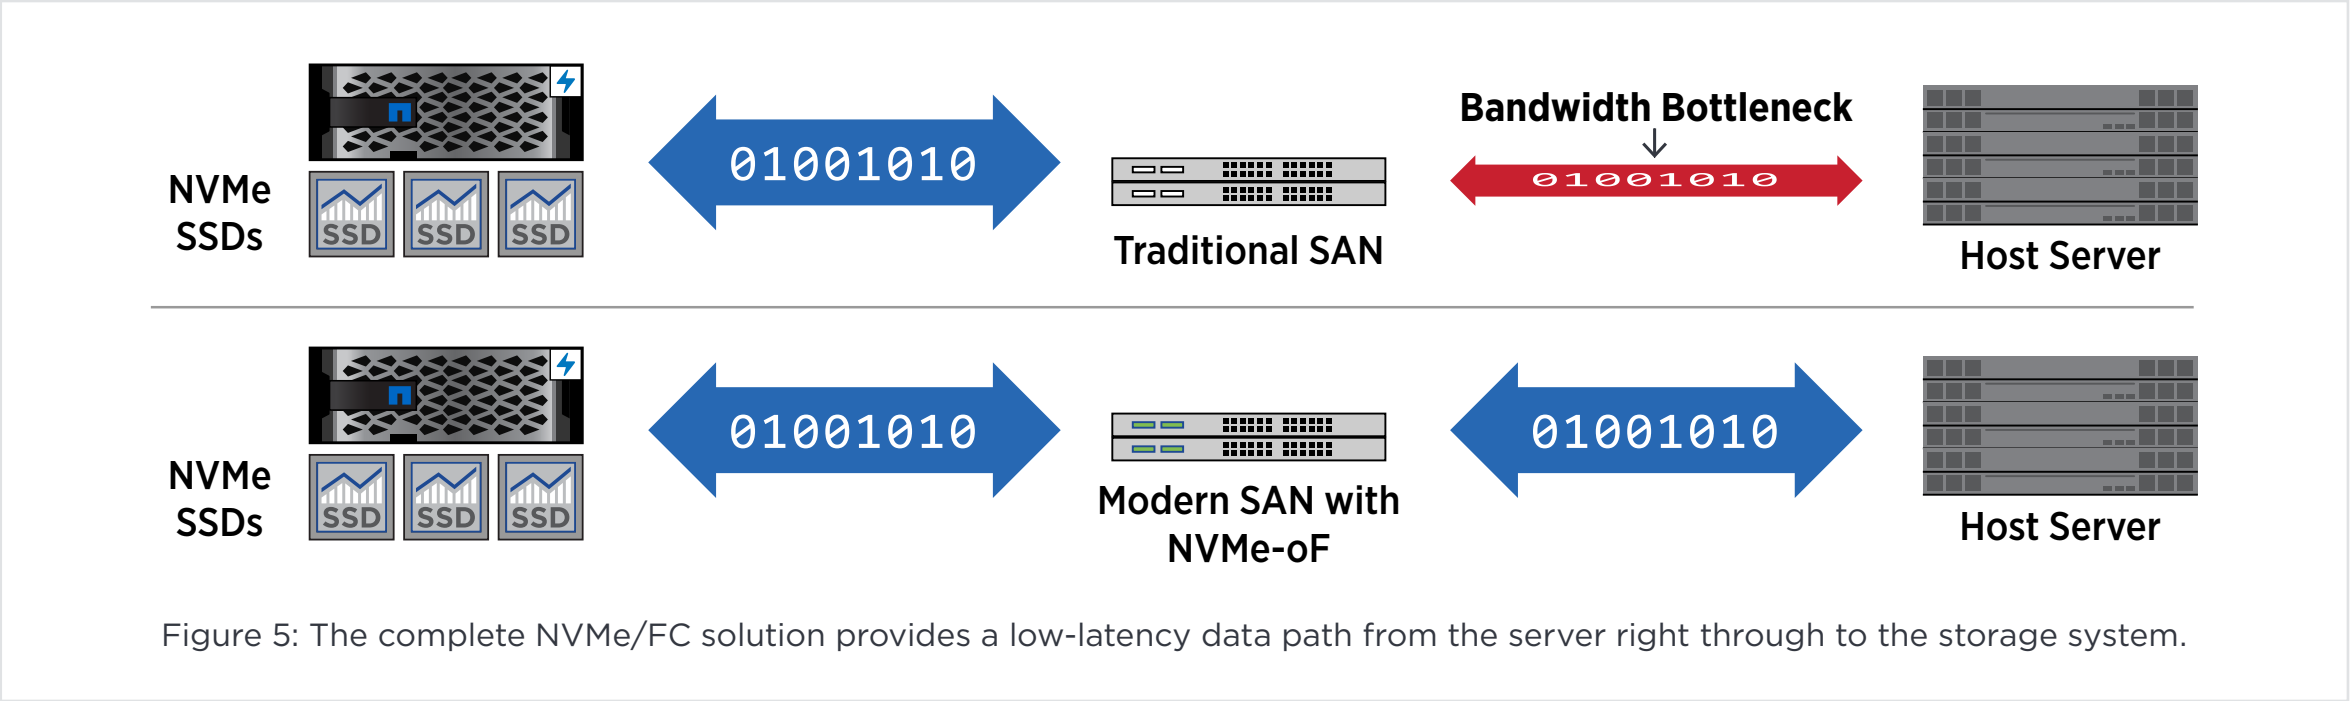 NVMe
SSDs
SSD SSD SSD
01001010
Traditional SAN
Bandwidth Bottleneck
01001010
Host Server
NVMe
SSDs
SSD SSD SSD
01001010
Modern SAN with
NVMe-oF
01001010
Host Server
Figure 5: The complete NVMe/FC solution provides a low-latency data path from the server right through to the storage system.